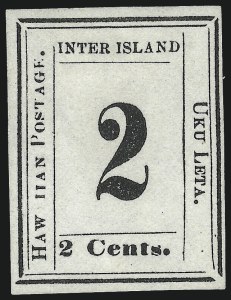 INTER ISLAND
HAW IIAN POSTAGE.
2
UKU LETA.
2 Cents.